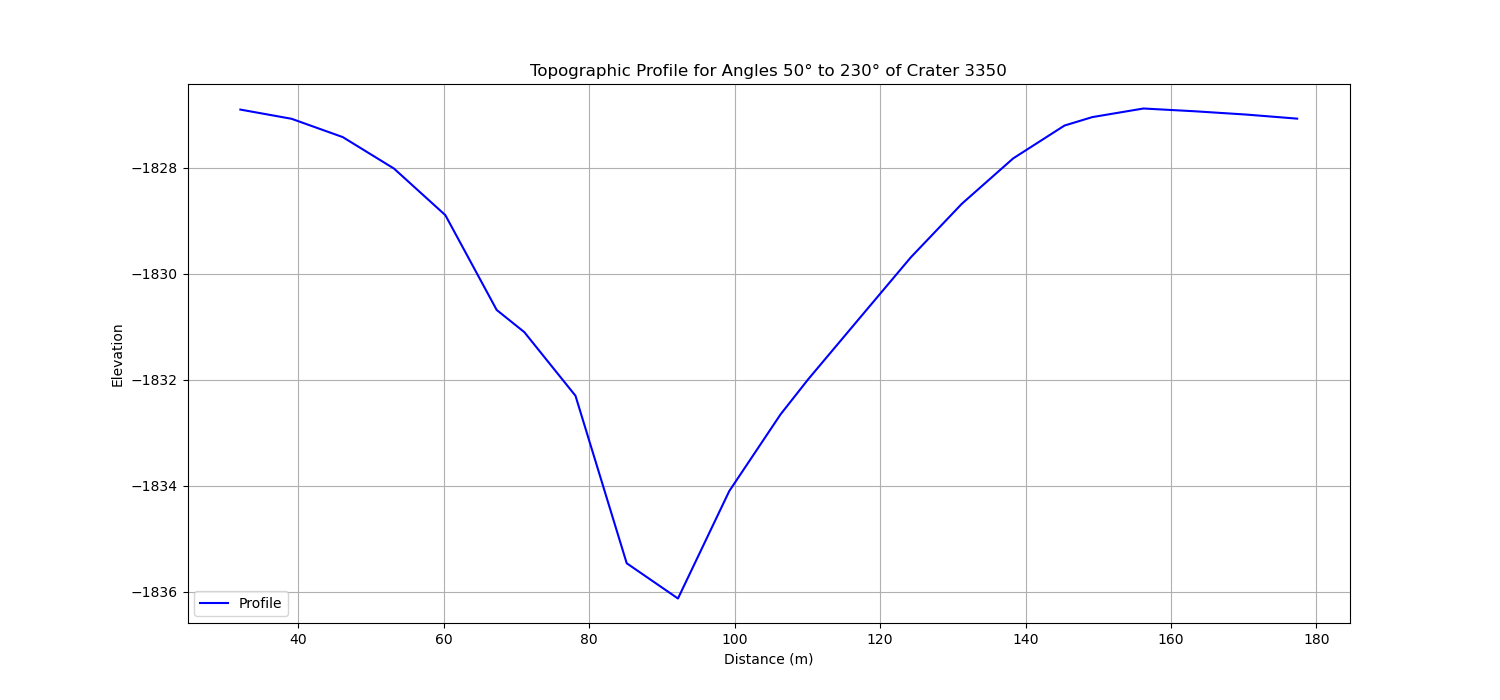 Topographic Profile for Angles 50° to 230° of Crater 3350
Elevation
−1828
−1830
−1832
−1834
−1836
Profile
40 60 80 100 120 140 160 180
Distance (m)